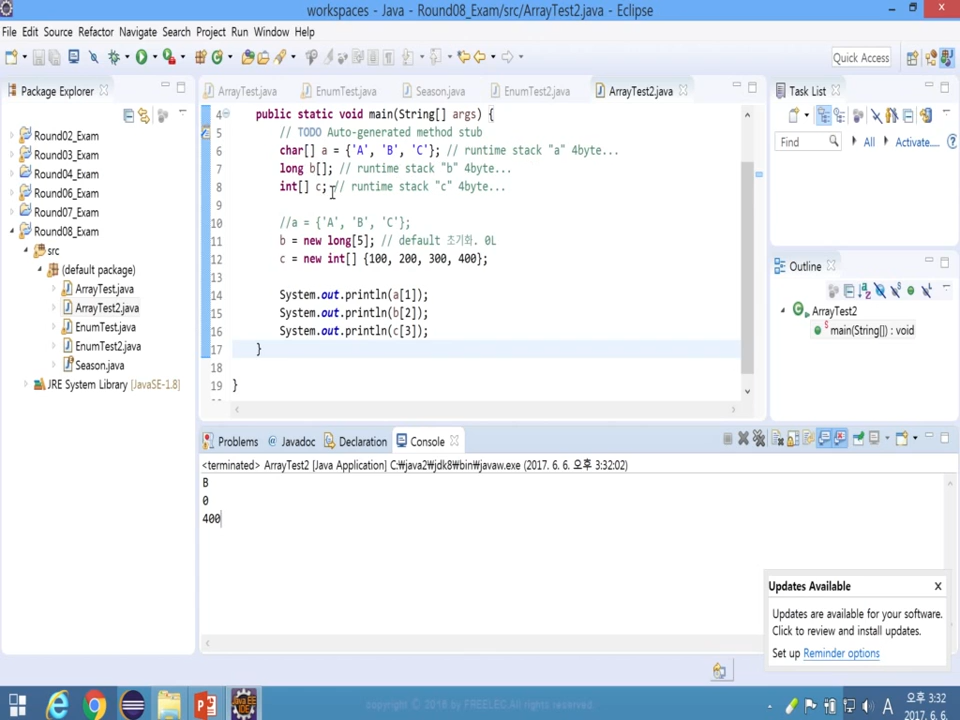 workspaces - Java - Round08_Exam/src/ArrayTest2.java - Eclipse
File Edit Source Refactor Navigate Search Project Run Window Help
Quick Access
Package Explorer
ArrayTest.java
EnumTest.java
Season.java
EnumTest2.java
ArrayTest2.java
Task List
Round02_Exam
Round03_Exam
Round04_Exam
Round06_Exam
Round07_Exam
Round08_Exam
src
(default package)
ArrayTest.java
ArrayTest2.java
EnumTest.java
EnumTest2.java
Season.java
JRE System Library [JavaSE-1.8]
4 public static void main(String[] args) {
5 // TODO Auto-generated method stub
6 char[] a = {'A', 'B', 'C'}; // runtime stack "a" 4byte...
7 long b[]; // runtime stack "b" 4byte...
8 int[] c; // runtime stack "c" 4byte...
9
10 //a = {'A', 'B', 'C'};
11 b = new long[5]; // default 초기화. 0L
12 c = new int[] {100, 200, 300, 400};
13
14 System.out.println(a[1]);
15 System.out.println(b[2]);
16 System.out.println(c[3]);
17 }
18
19 }
Find All Activate...
Outline
ArrayTest2
main(String[]) : void
Problems @ Javadoc Declaration Console
<terminated> ArrayTest2 [Java Application] C:₩java2₩jdk8₩bin₩javaw.exe (2017. 6. 6. 오후 3:32:02)
B
0
400
Updates Available X
Updates are available for your software.
Click to review and install updates.
Set up Reminder options
copyright © 2018 by FREELEC All rights reserved.
A
오후 3:32
2017. 6. 6.